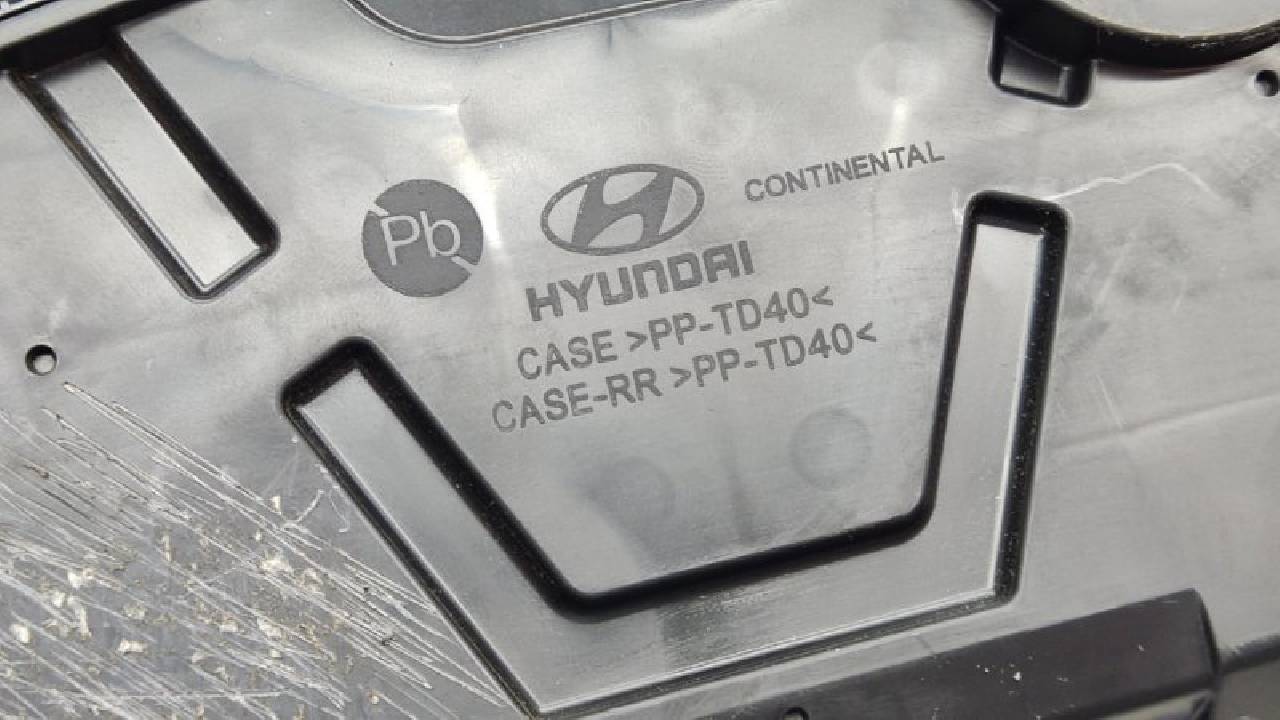 Pb
CONTINENTAL
HYUNDAI
CASE >PP-TD40<
CASE-RR >PP-TD40<